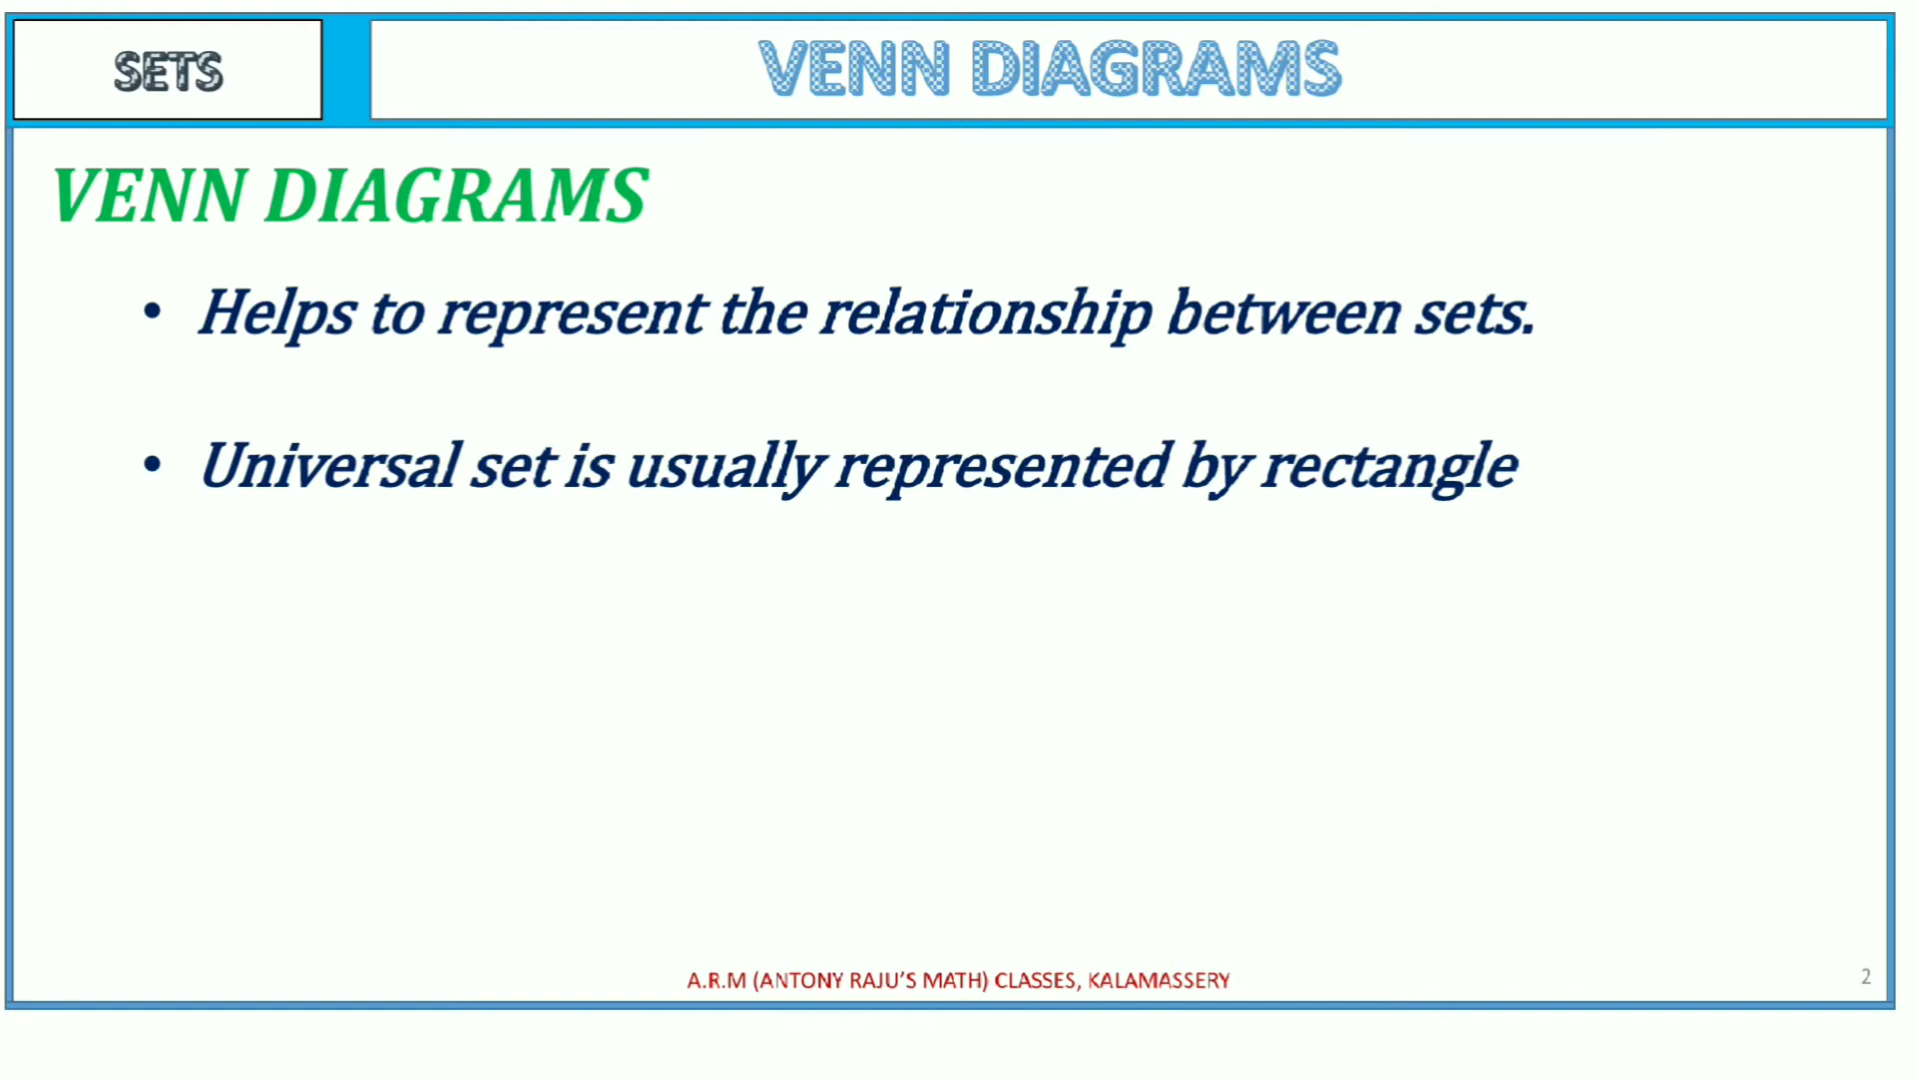 SETS
VENN DIAGRAMS
VENN DIAGRAMS
• Helps to represent the relationship between sets.
• Universal set is usually represented by rectangle
A.R.M (ANTONY RAJU'S MATH) CLASSES, KALAMASSERY
2